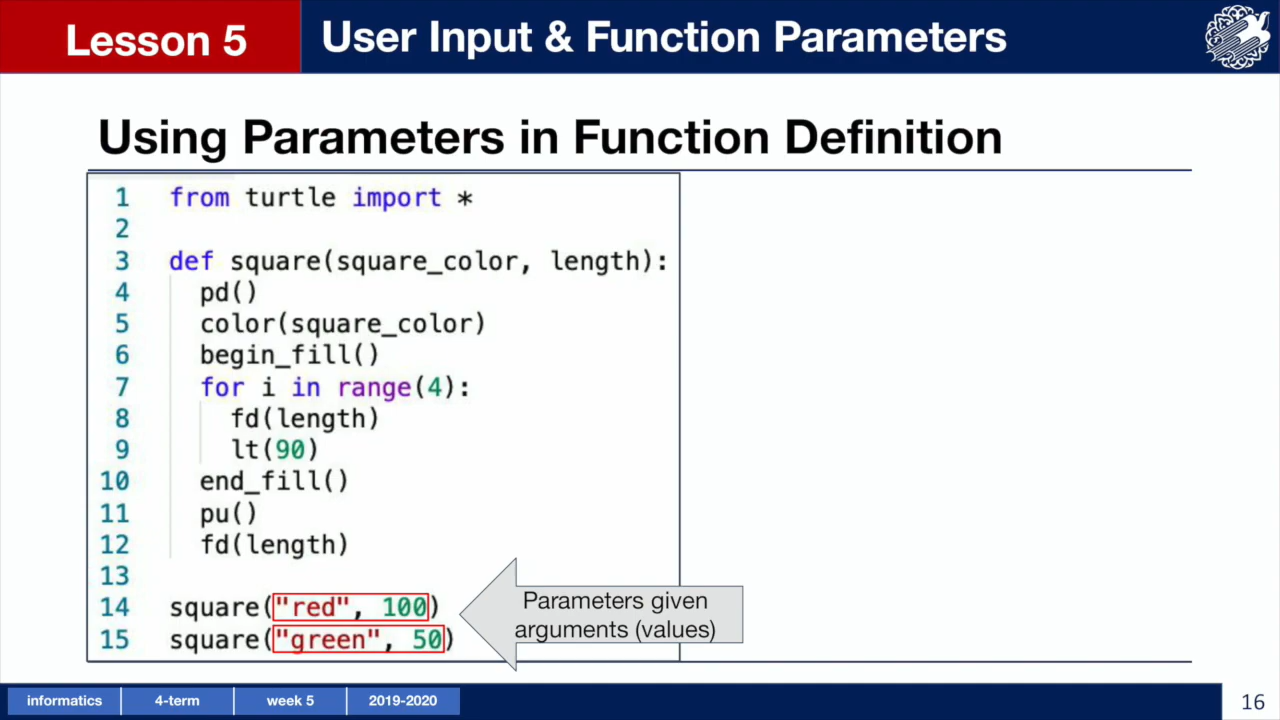 Lesson 5
User Input & Function Parameters
Using Parameters in Function Definition
1 from turtle import *
2
3 def square(square_color, length):
4 pd()
5 color(square_color)
6 begin_fill()
7 for i in range(4):
8 fd(length)
9 lt(90)
10 end_fill()
11 pu()
12 fd(length)
13
14 square("red", 100)
15 square("green", 50)
Parameters given
arguments (values)
informatics 4-term week 5 2019-2020
16